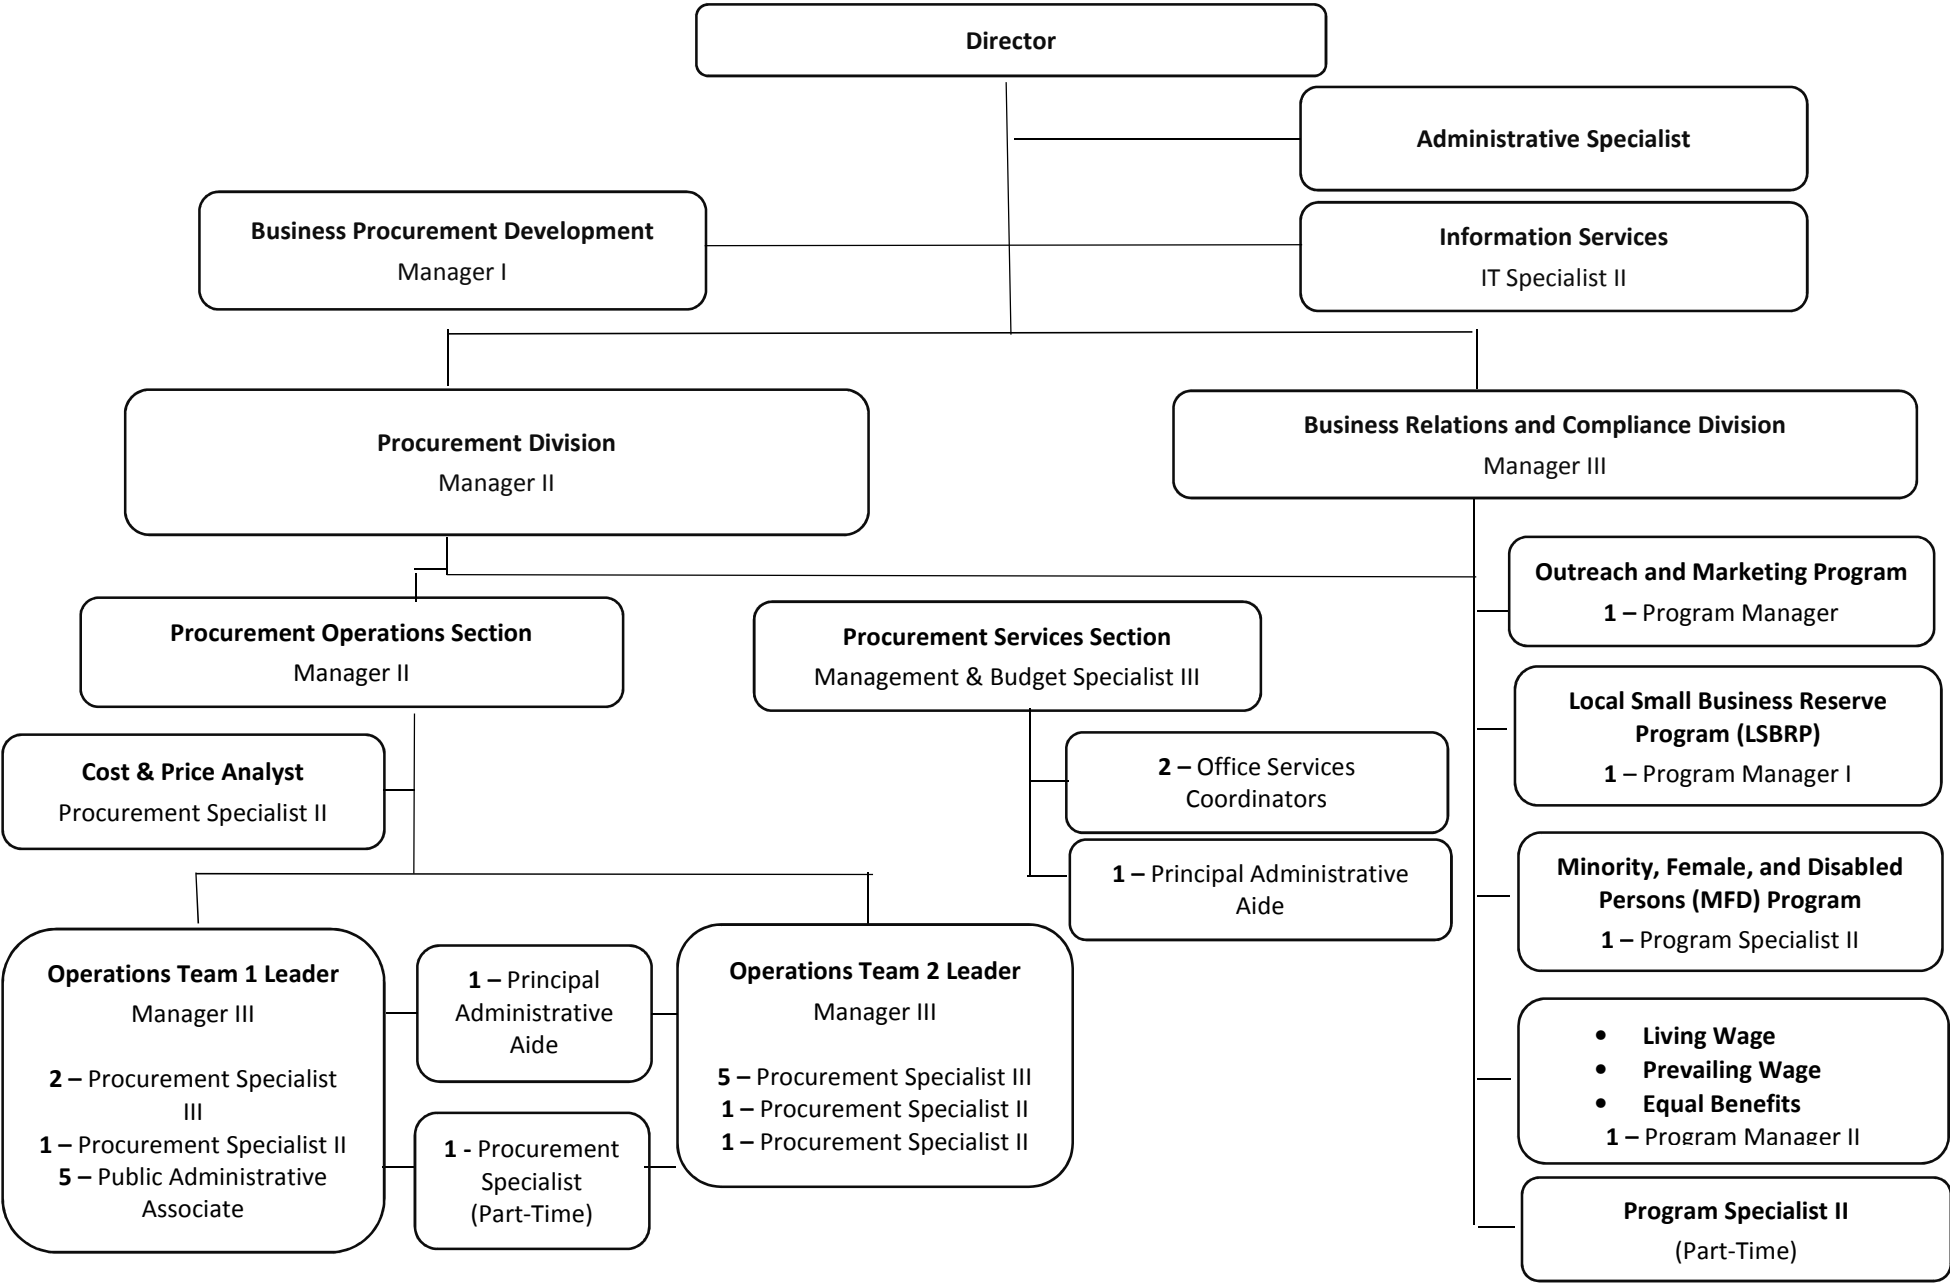 Director
Administrative Specialist
Business Procurement Development
Manager I
Information Services
IT Specialist II
Procurement Division
Manager II
Business Relations and Compliance Division
Manager III
Outreach and Marketing Program
1 – Program Manager
Procurement Operations Section
Manager II
Procurement Services Section
Management & Budget Specialist III
Local Small Business Reserve
Program (LSBRP)
1 – Program Manager I
Cost & Price Analyst
Procurement Specialist II
2 – Office Services
Coordinators
1 – Principal Administrative
Aide
Minority, Female, and Disabled
Persons (MFD) Program
1 – Program Specialist II
Operations Team 1 Leader
Manager III
2 – Procurement Specialist
III
1 – Procurement Specialist II
5 – Public Administrative
Associate
1 – Principal
Administrative
Aide
1 - Procurement
Specialist
(Part-Time)
Operations Team 2 Leader
Manager III
5 – Procurement Specialist III
1 – Procurement Specialist II
1 – Procurement Specialist II
• Living Wage
• Prevailing Wage
• Equal Benefits
1 – Program Manager II
Program Specialist II
(Part-Time)